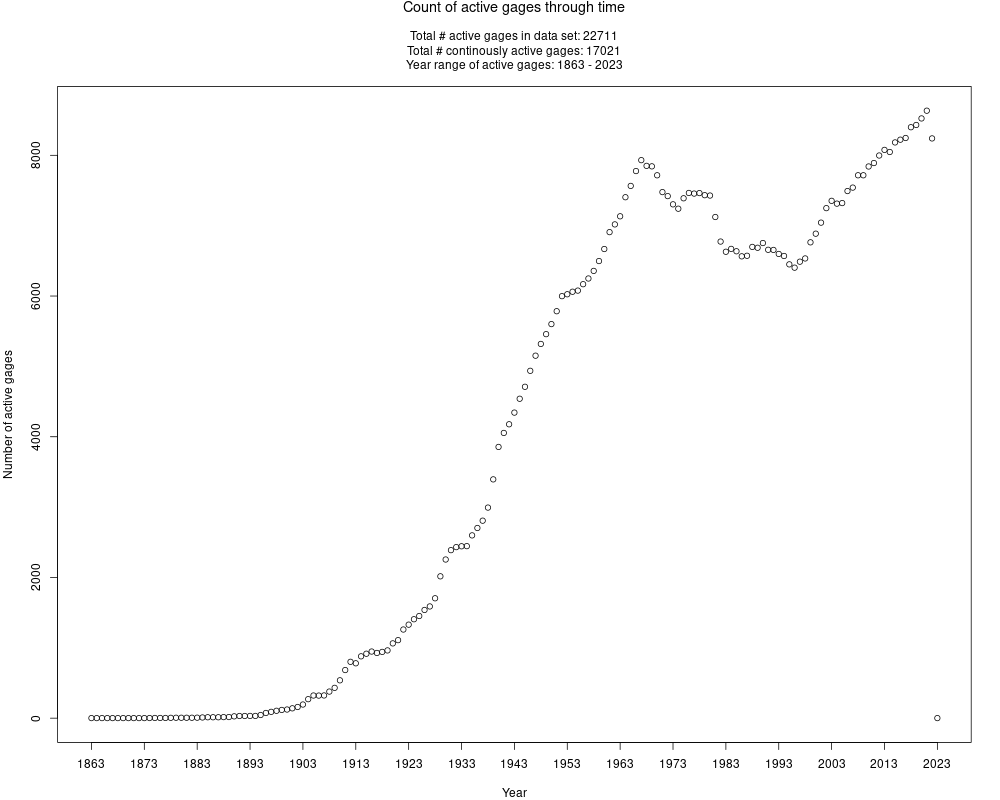 Count of active gages through time
Total # active gages in data set: 22711
Total # continously active gages: 17021
Year range of active gages: 1863 - 2023
Number of active gages
8000
6000
4000
2000
0
1863 1873 1883 1893 1903 1913 1923 1933 1943 1953 1963 1973 1983 1993 2003 2013 2023
Year